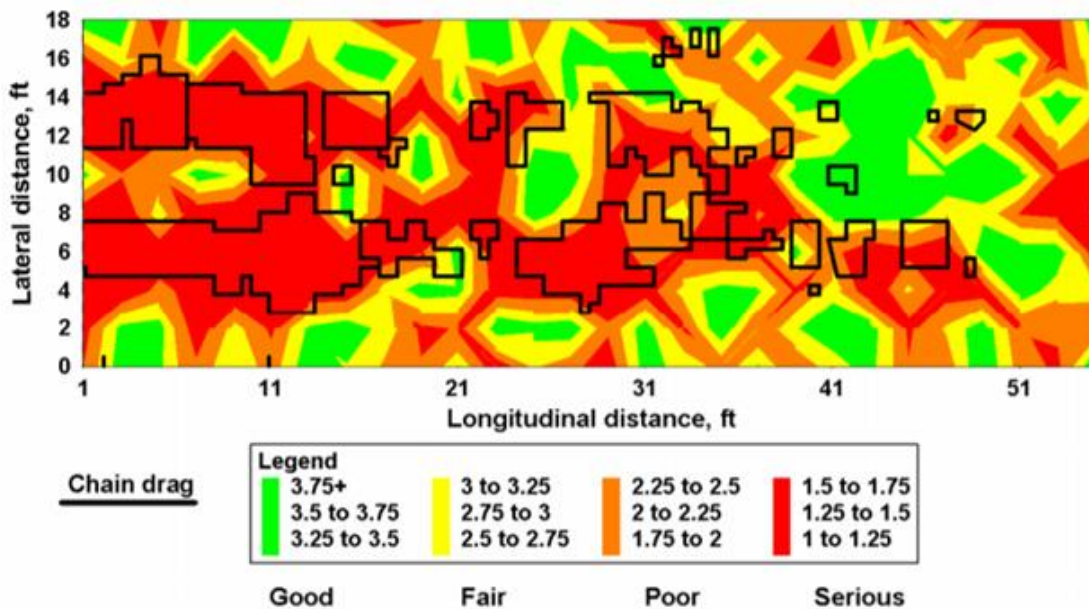 18
16
14
12
10
8
6
4
2
0
Lateral distance, ft
1 11 21 31 41 51
Longitudinal distance, ft
Chain drag
Legend
3.75+ 3 to 3.25 2.25 to 2.5 1.5 to 1.75
3.5 to 3.75 2.75 to 3 2 to 2.25 1.25 to 1.5
3.25 to 3.5 2.5 to 2.75 1.75 to 2 1 to 1.25
Good Fair Poor Serious